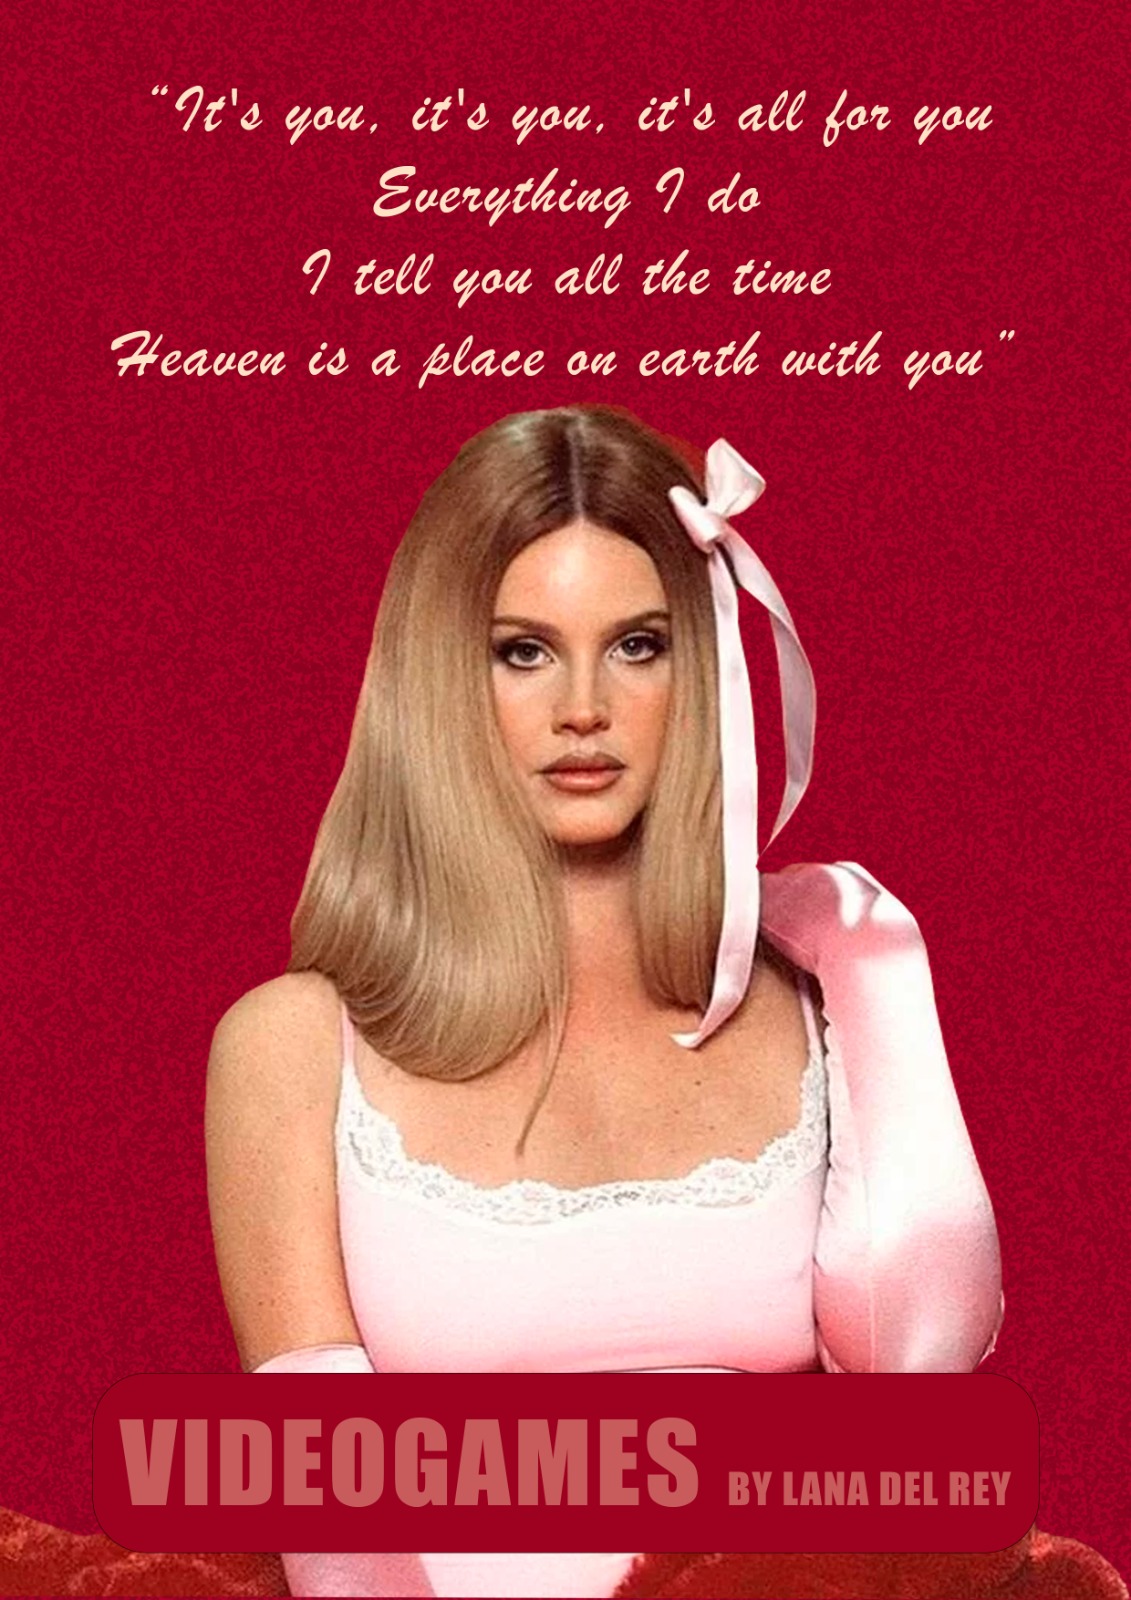 “It's you, it's you, it's all for you
Everything I do
I tell you all the time
Heaven is a place on earth with you”
VIDEOGAMES BY LANA DEL REY